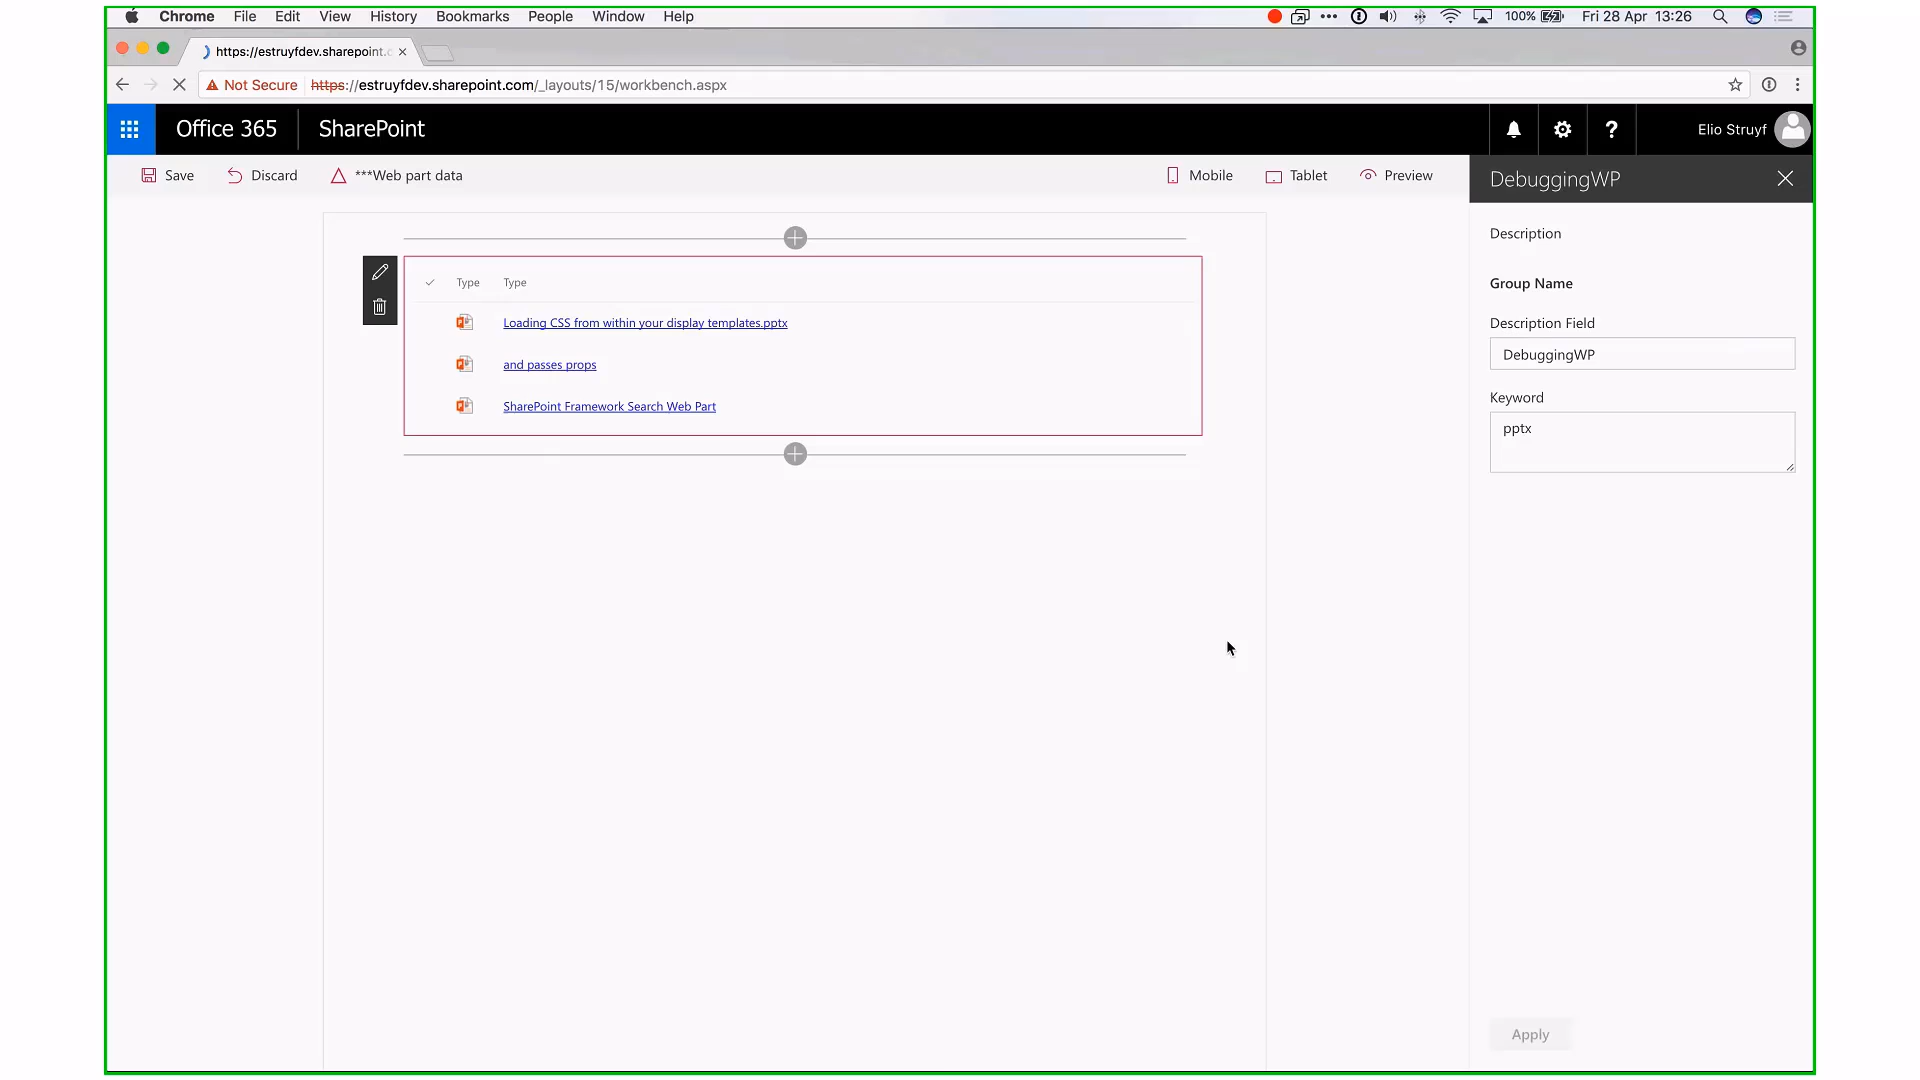 Chrome File Edit View History Bookmarks People Window Help 100% Fri 28 Apr 13:26
https://estruyfdev.sharepoint.c
Not Secure https://estruyfdev.sharepoint.com/_layouts/15/workbench.aspx
Office 365 SharePoint ? Elio Struyf
Save Discard ***Web part data Mobile Tablet Preview
DebuggingWP
Description
Group Name
Description Field
DebuggingWP
Keyword
pptx
Type Type
Loading CSS from within your display templates.pptx
and passes props
SharePoint Framework Search Web Part
Apply